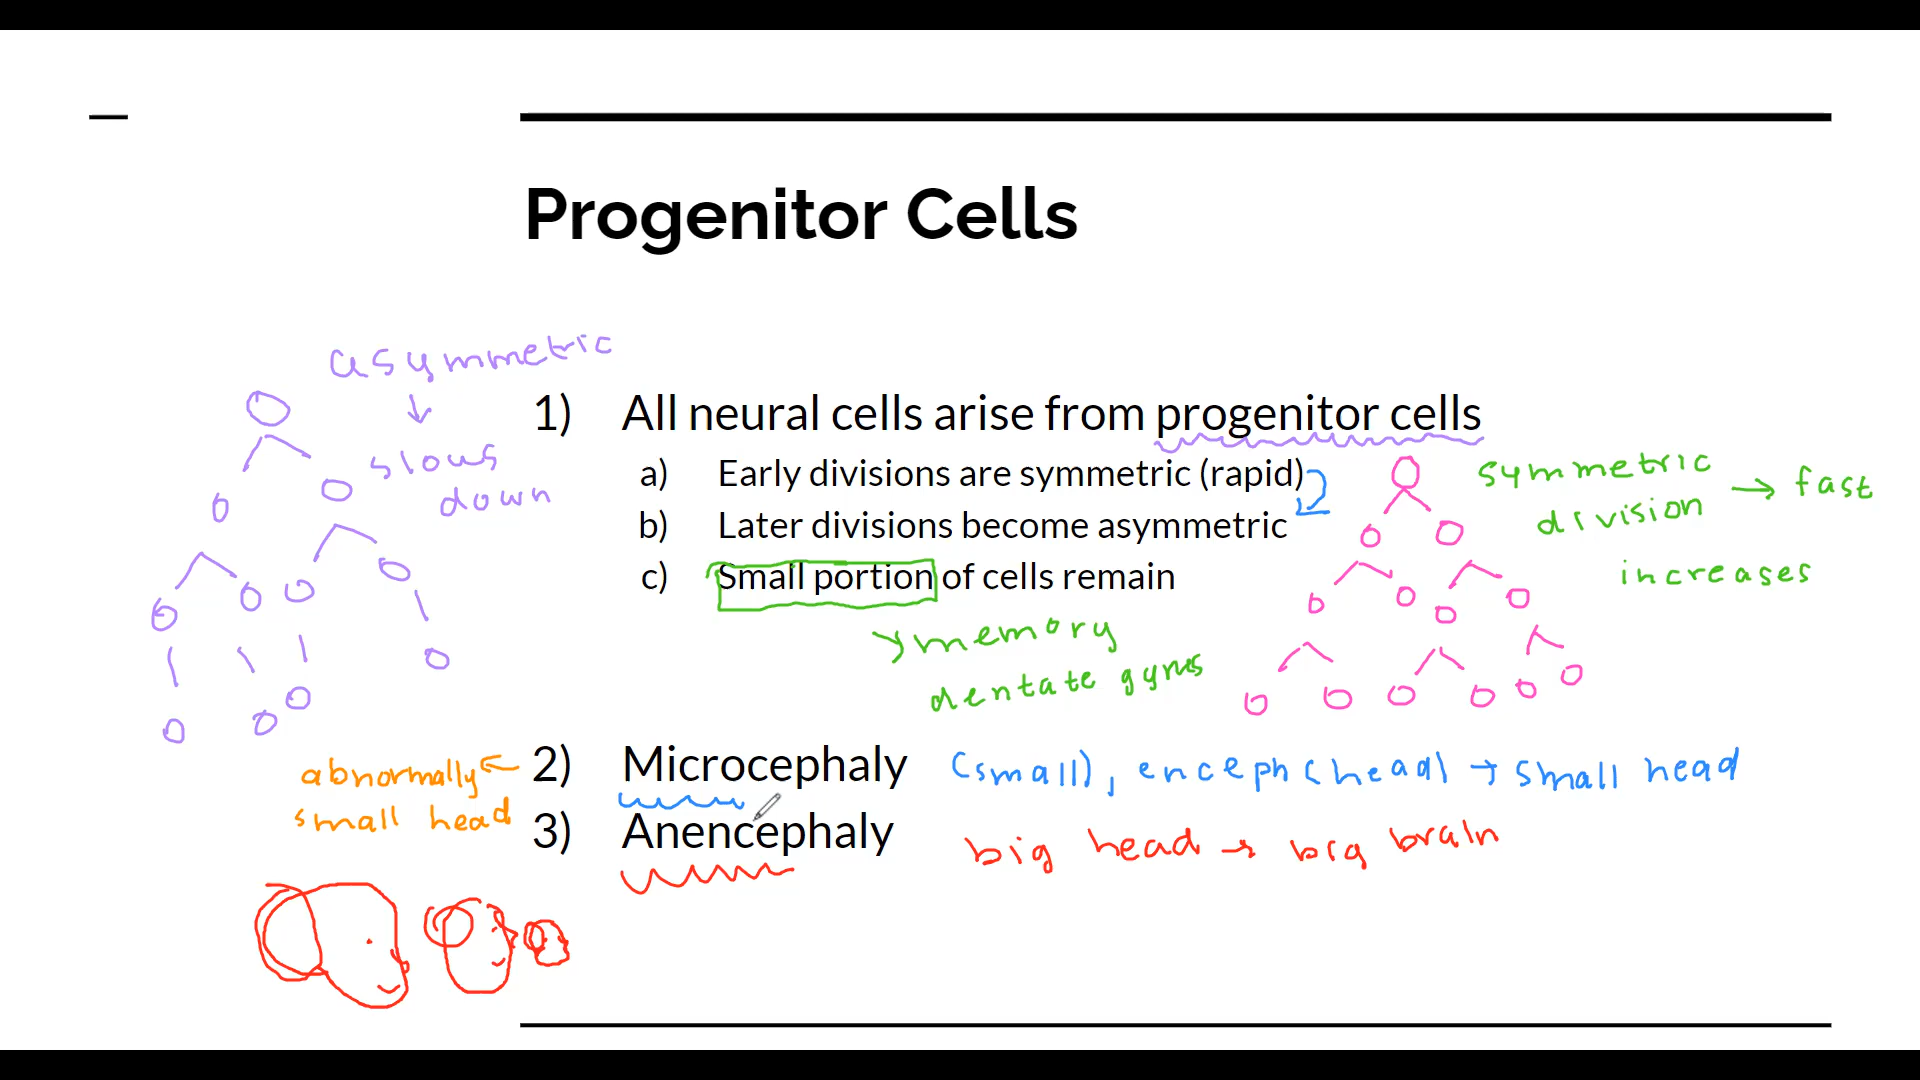 Progenitor Cells
asymmetric
slows
down
1) All neural cells arise from progenitor cells
a) Early divisions are symmetric (rapid)
b) Later divisions become asymmetric
c) Small portion of cells remain
symmetric
division → fast
increases
memory
dentate gyrus
2) Microcephaly (small), enceph (head) → small head
abnormally
small head
3) Anencephaly big head → big brain